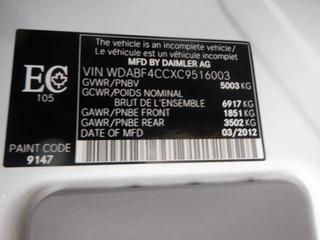 The vehicle is an incomplete vehicle/
Le véhicule est un véhicule incomplet
MFD BY DAIMLER AG
VIN WDABF4CCXC9516003
GVWR/PNBV 5003 KG
GCWR/POIDS NOMINAL
BRUT DE L'ENSEMBLE 6917 KG
GAWR/PNBE FRONT 1851 KG
GAWR/PNBE REAR 3502 KG
DATE OF MFD 03/2012
EC
105
PAINT CODE
9147